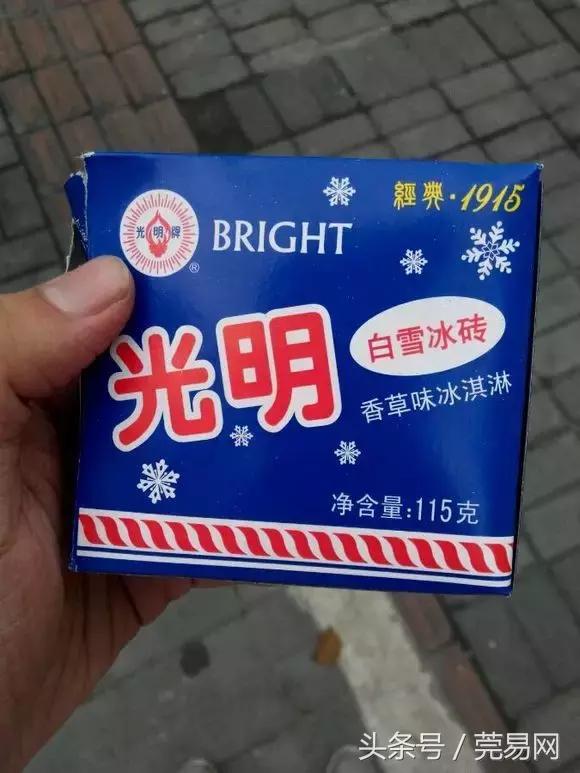 經典·1915
光明牌
®
BRIGHT
光明
白雪冰砖
香草味冰淇淋
净含量:115克
头条号／莞易网